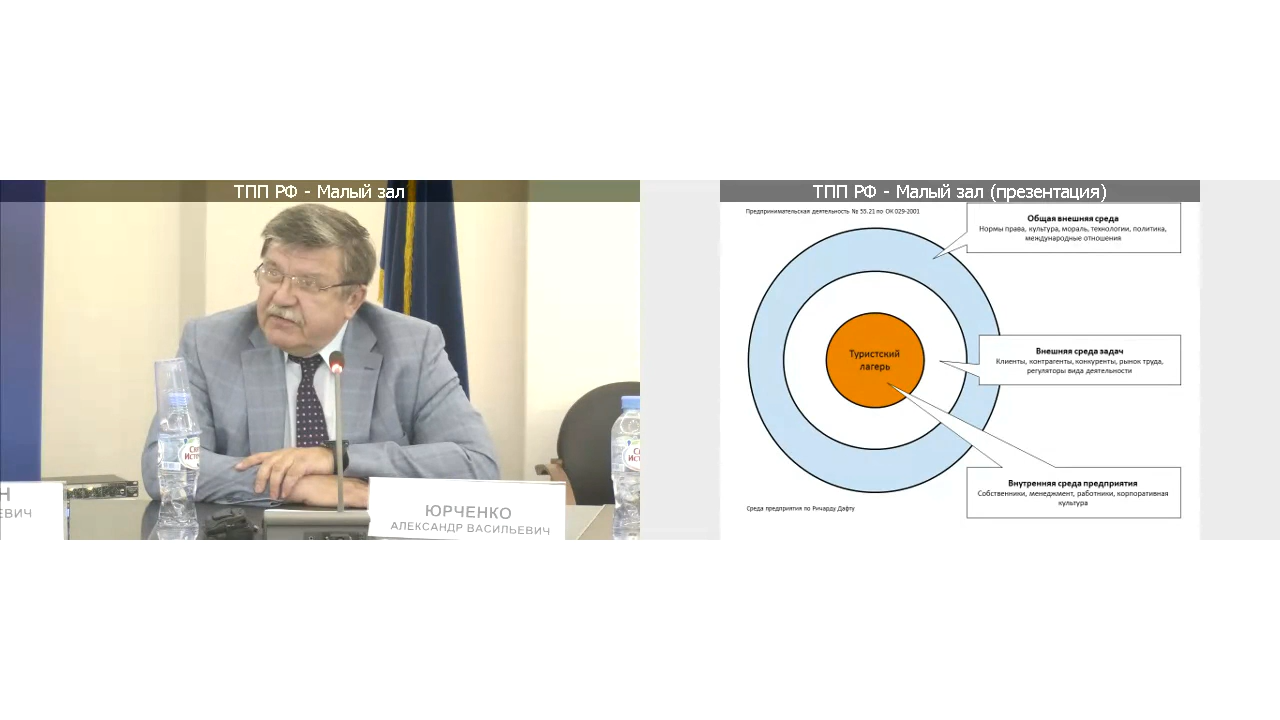 ТПП РФ - Малый зал
ЕВИЧ
ЮРЧЕНКО
АЛЕКСАНДР ВАСИЛЬЕВИЧ
ТПП РФ - Малый зал (презентация)
Предпринимательская деятельность № 55.21 по ОК 029-2001
Общая внешняя среда
Нормы права, культура, мораль, технологии, политика,
международные отношения
Туристский
лагерь
Внешняя среда задач
Клиенты, контрагенты, конкуренты, рынок труда,
регуляторы вида деятельности
Внутренняя среда предприятия
Собственники, менеджмент, работники, корпоративная
культура
Среда предприятия по Ричарду Дафту